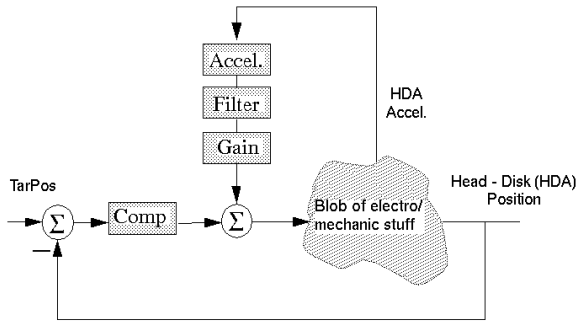 Accel.
Filter
Gain
HDA
Accel.
TarPos
Σ
Comp
Σ
Blob of electro/
mechanic stuff
Head - Disk (HDA)
Position